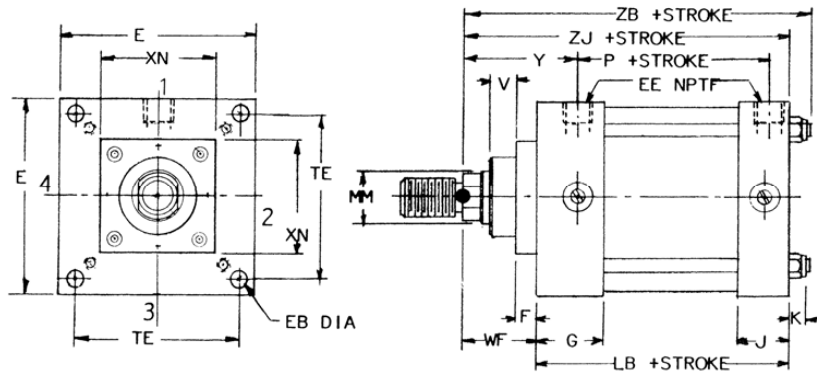 ZB +STROKE
E
ZJ +STROKE
XN
Y
P +STROKE
1
V
EE NPTF
E
4
TE
MM
2
XN
3
EB DIA
F
K
TE
WF
G
J
LB +STROKE